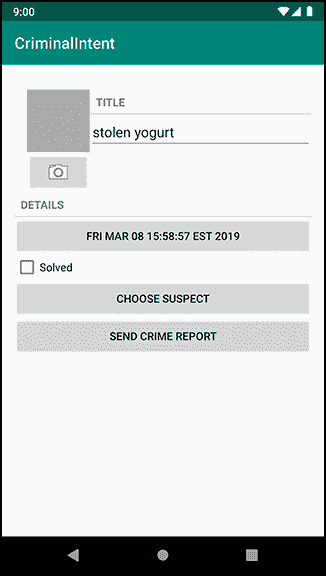 9:00
CriminalIntent
TITLE
stolen yogurt
DETAILS
FRI MAR 08 15:58:57 EST 2019
Solved
CHOOSE SUSPECT
SEND CRIME REPORT